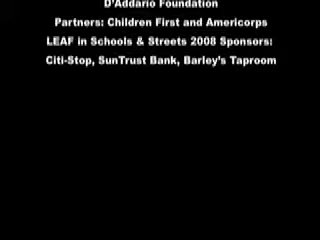 D'Addario Foundation
Partners: Children First and Americorps
LEAF in Schools & Streets 2008 Sponsors:
Citi-Stop, SunTrust Bank, Barley's Taproom